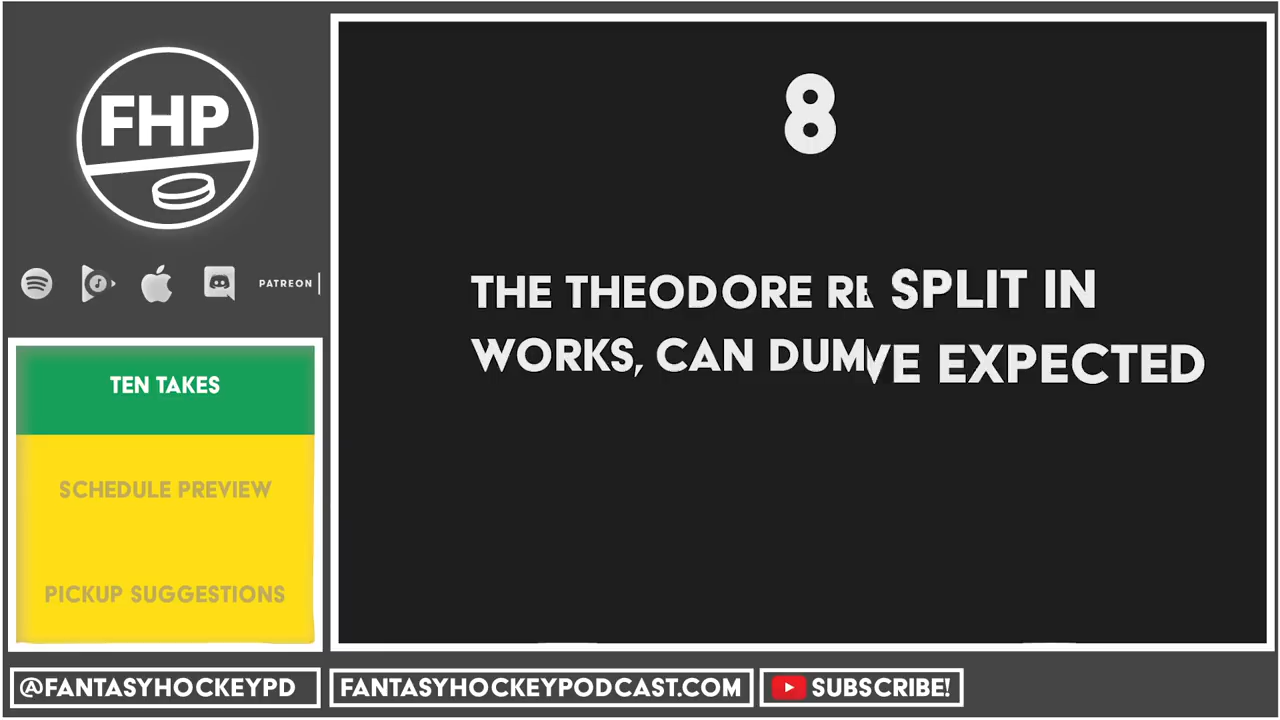 FHP
PATREON
TEN TAKES
SCHEDULE PREVIEW
PICKUP SUGGESTIONS
8
THE THEODORE SPLIT IN
WORKS, CAN EXPECTED
@FANTASYHOCKEYPD
FANTASYHOCKEYPODCAST.COM
SUBSCRIBE!